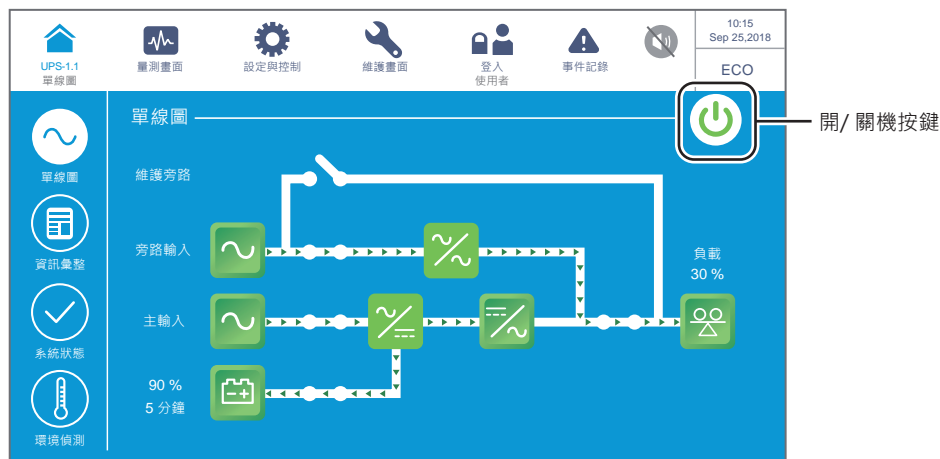 UPS-1.1
單線圖
量測畫面
設定與控制
維護畫面
登入
使用者
事件記錄
10:15
Sep 25,2018
ECO
單線圖
開/ 關機按鍵
單線圖
資訊彙整
系統狀態
環境偵測
維護旁路
旁路輸入
主輸入
90 %
5 分鐘
負載
30 %